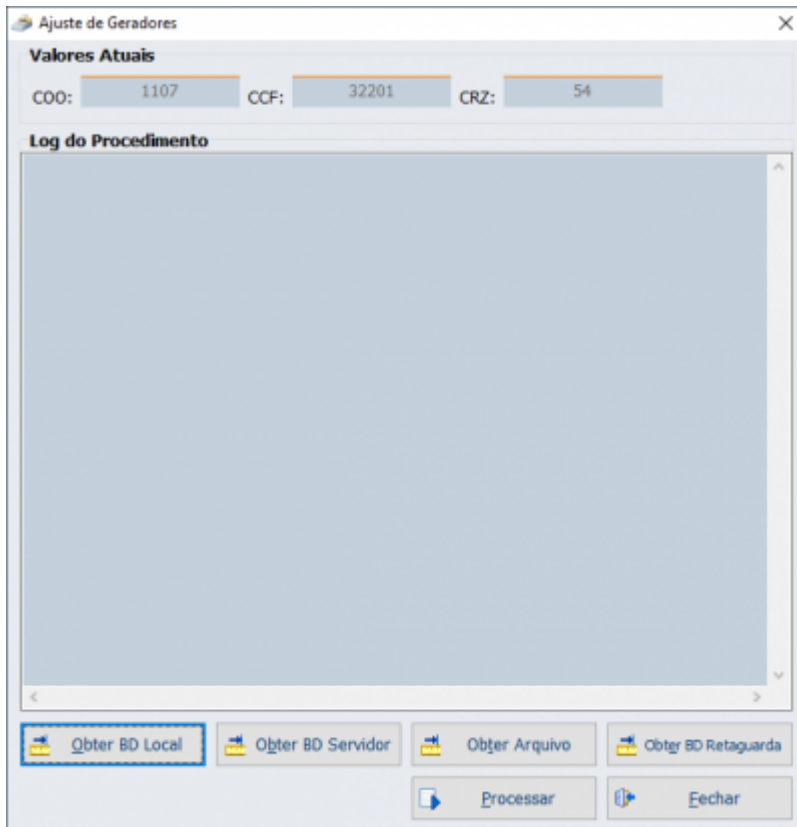 Ajuste de Geradores
Valores Atuais
COO: 1107 CCF: 32201 CRZ: 54
Log do Procedimento
Obter BD Local Obter BD Servidor Obter Arquivo Obter BD Retaguarda
Processar Fechar